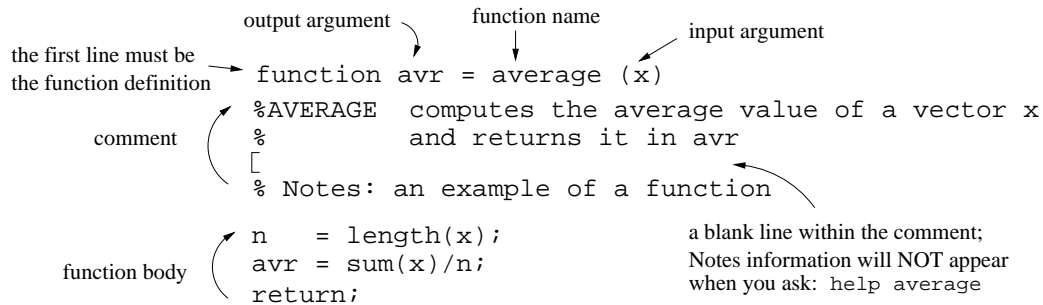 output argument
function name
input argument
the first line must be
the function definition
function avr = average (x)
%AVERAGE  computes the average value of a vector x
%         and returns it in avr
[
% Notes: an example of a function
comment
n   = length(x);
avr = sum(x)/n;
return;
function body
a blank line within the comment;
Notes information will NOT appear
when you ask: help average